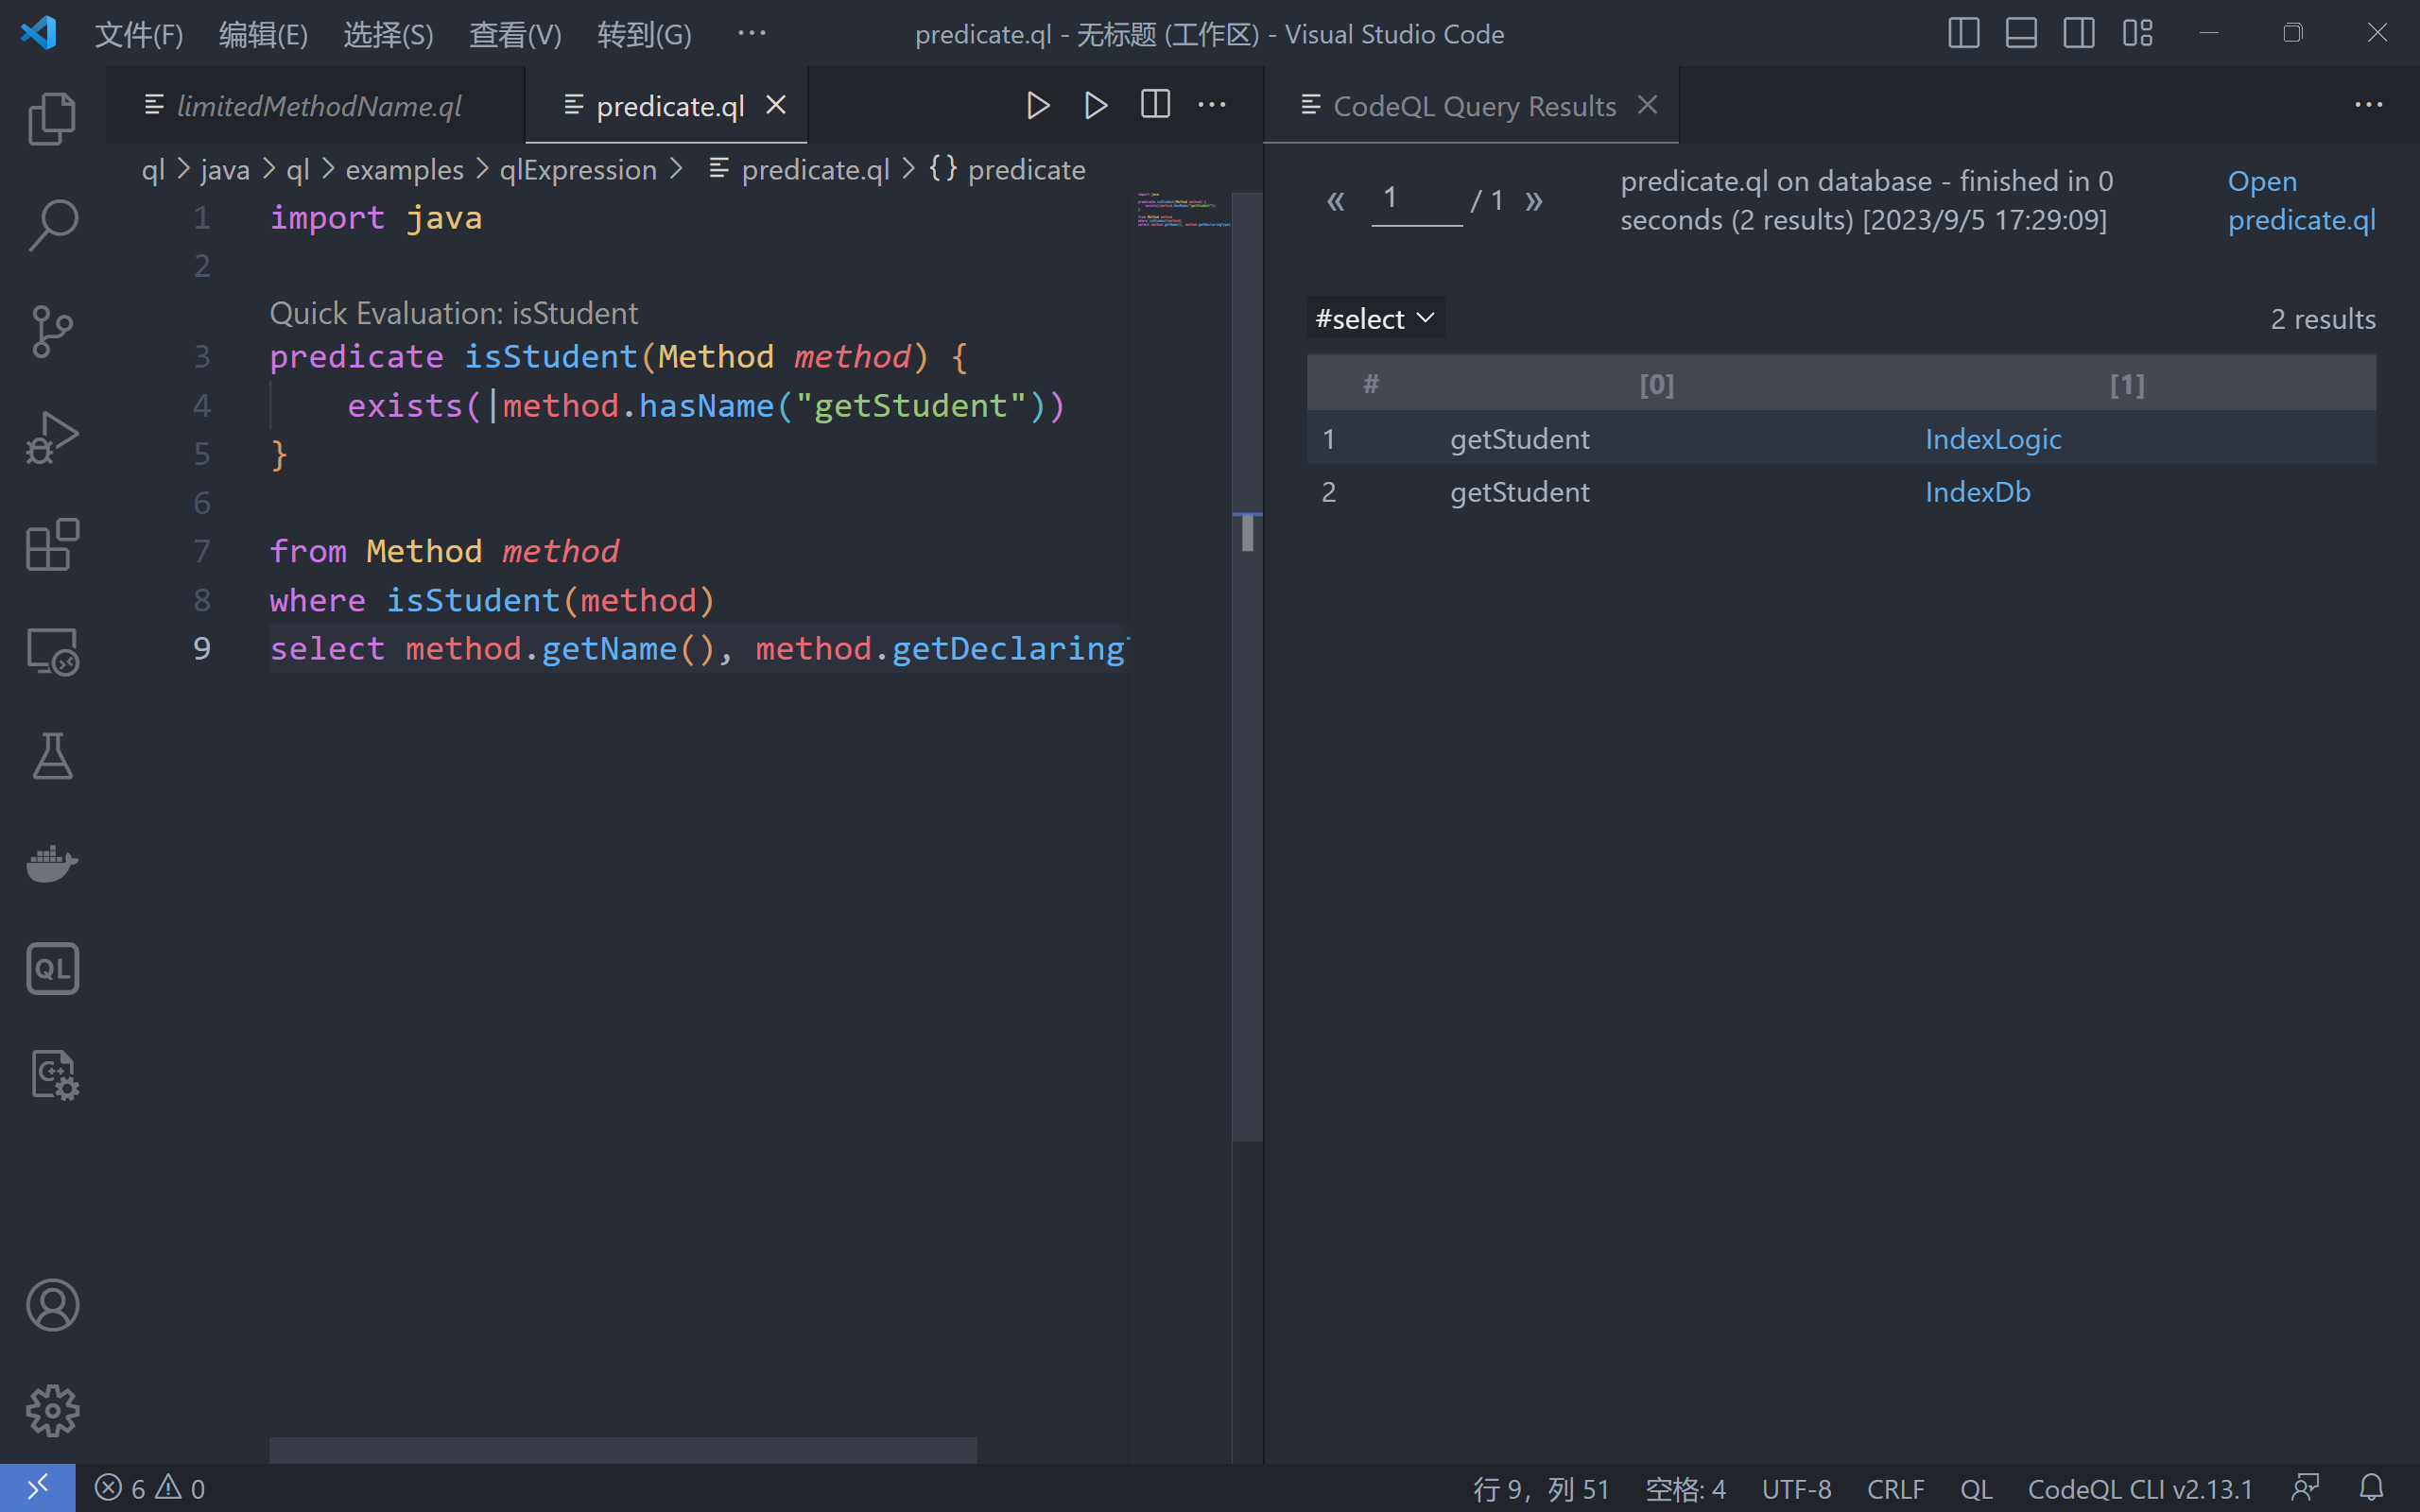 文件(F) 编辑(E) 选择(S) 查看(V) 转到(G) ··· predicate.ql - 无标题 (工作区) - Visual Studio Code
limitedMethodName.ql predicate.ql
CodeQL Query Results
ql > java > ql > examples > qlExpression > predicate.ql > {} predicate
1 import java
2
Quick Evaluation: isStudent
3 predicate isStudent(Method method) {
4 exists(|method.hasName("getStudent"))
5 }
6
7 from Method method
8 where isStudent(method)
9 select method.getName(), method.getDeclaring
« 1 / 1 »
predicate.ql on database - finished in 0
seconds (2 results) [2023/9/5 17:29:09]
Open
predicate.ql
#select 2 results
# [0] [1]
1 getStudent IndexLogic
2 getStudent IndexDb
QL
C++
6 0
行 9，列 51 空格: 4 UTF-8 CRLF QL CodeQL CLI v2.13.1